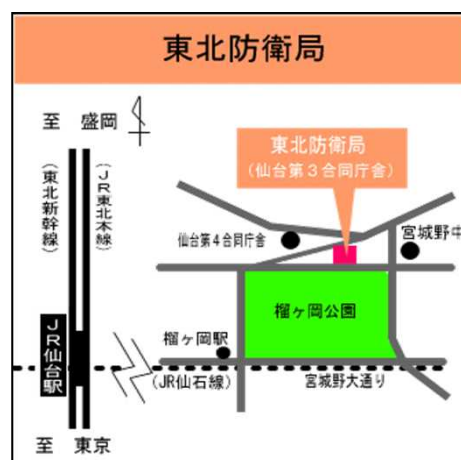 東北防衛局
至 盛岡
(東北新幹線)
(JR東北本線)
東北防衛局
(仙台第3合同庁舎)
仙台第4合同庁舎
宮城野中
榴ヶ岡公園
榴ヶ岡駅
(JR仙石線)
宮城野大通り
JR仙台駅
至 東京